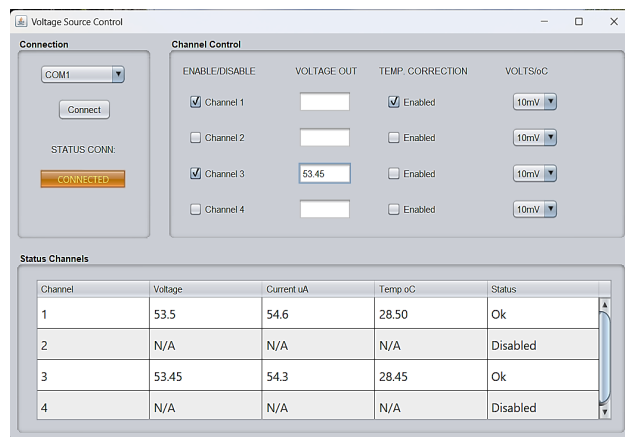 Voltage Source Control
Connection
COM1
Connect
STATUS CONN:
CONNECTED
Channel Control
ENABLE/DISABLE VOLTAGE OUT TEMP. CORRECTION VOLTS/oC
Channel 1 Enabled 10mV
Channel 2 Enabled 10mV
Channel 3 53.45 Enabled 10mV
Channel 4 Enabled 10mV
Status Channels
Channel Voltage Current uA Temp oC Status
1 53.5 54.6 28.50 Ok
2 N/A N/A N/A Disabled
3 53.45 54.3 28.45 Ok
4 N/A N/A N/A Disabled